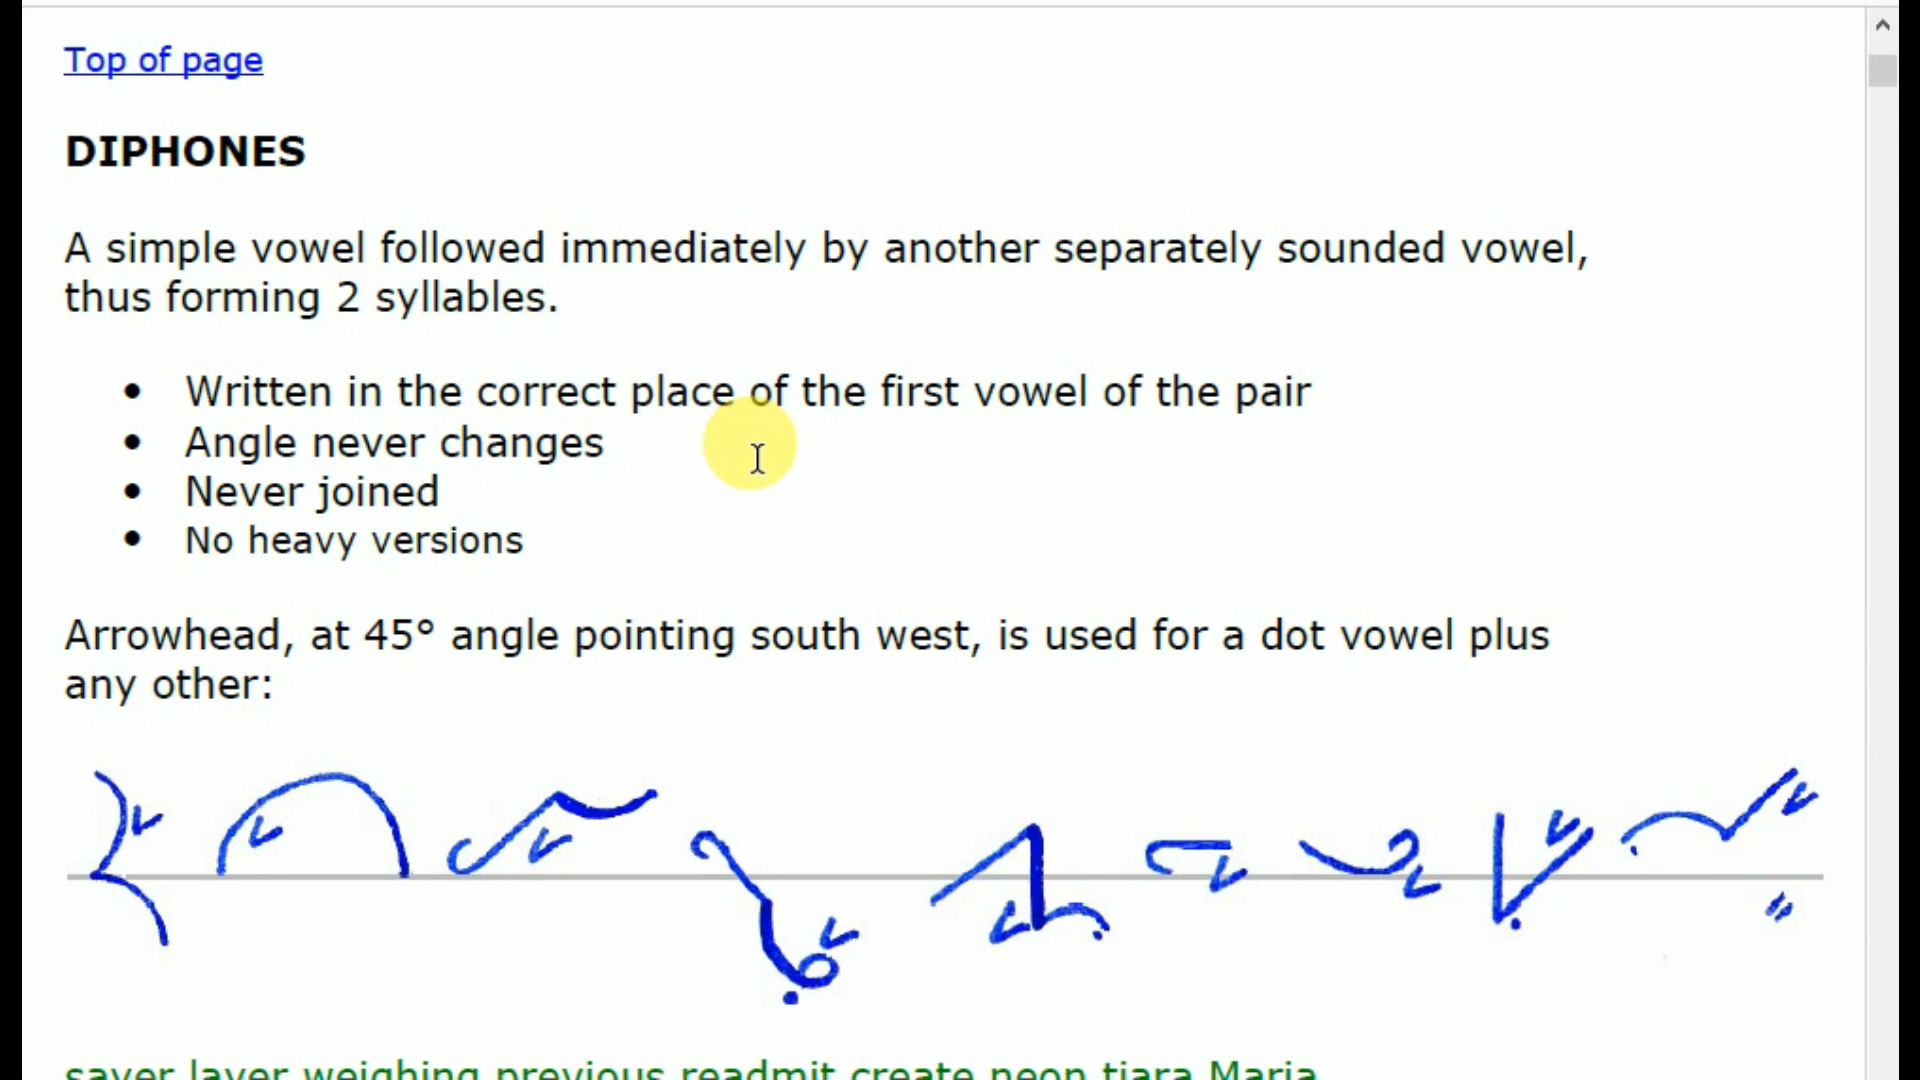 Top of page
DIPHONES
A simple vowel followed immediately by another separately sounded vowel,
thus forming 2 syllables.
• Written in the correct place of the first vowel of the pair
• Angle never changes
• Never joined
• No heavy versions
Arrowhead, at 45° angle pointing south west, is used for a dot vowel plus
any other:
sayer layer weighing previous readmit create neon tiara Maria